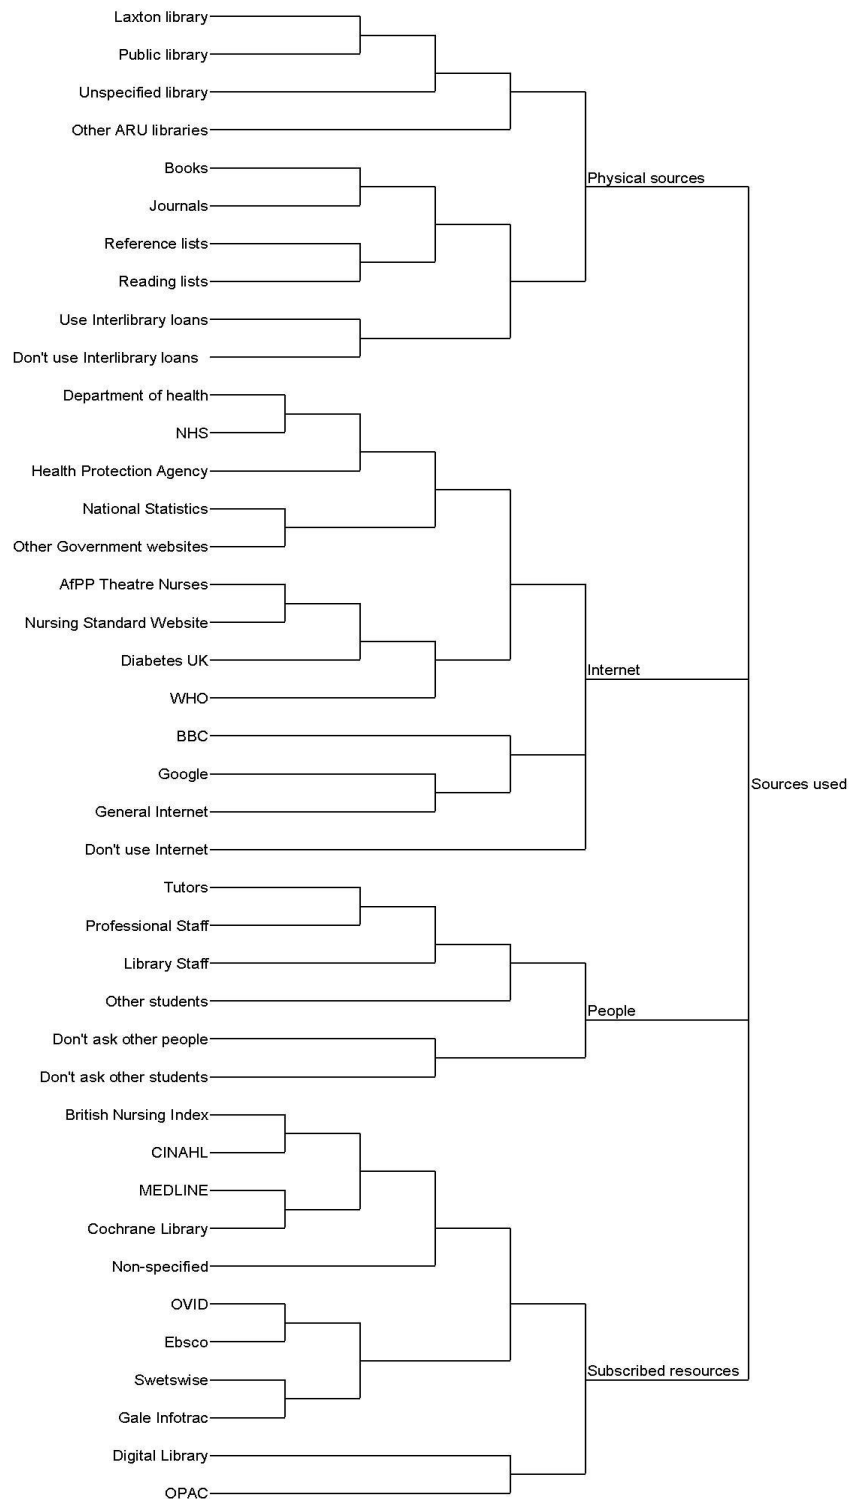 Laxton library
Public library
Unspecified library
Other ARU libraries
Books
Physical sources
Journals
Reference lists
Reading lists
Use Interlibrary loans
Don't use Interlibrary loans
Department of health
NHS
Health Protection Agency
National Statistics
Other Government websites
AfPP Theatre Nurses
Nursing Standard Website
Diabetes UK
Internet
WHO
BBC
Google
Sources used
General Internet
Don't use Internet
Tutors
Professional Staff
Library Staff
Other students
People
Don't ask other people
Don't ask other students
British Nursing Index
CINAHL
MEDLINE
Cochrane Library
Non-specified
OVID
Ebsco
Subscribed resources
Swetswise
Gale Infotrac
Digital Library
OPAC